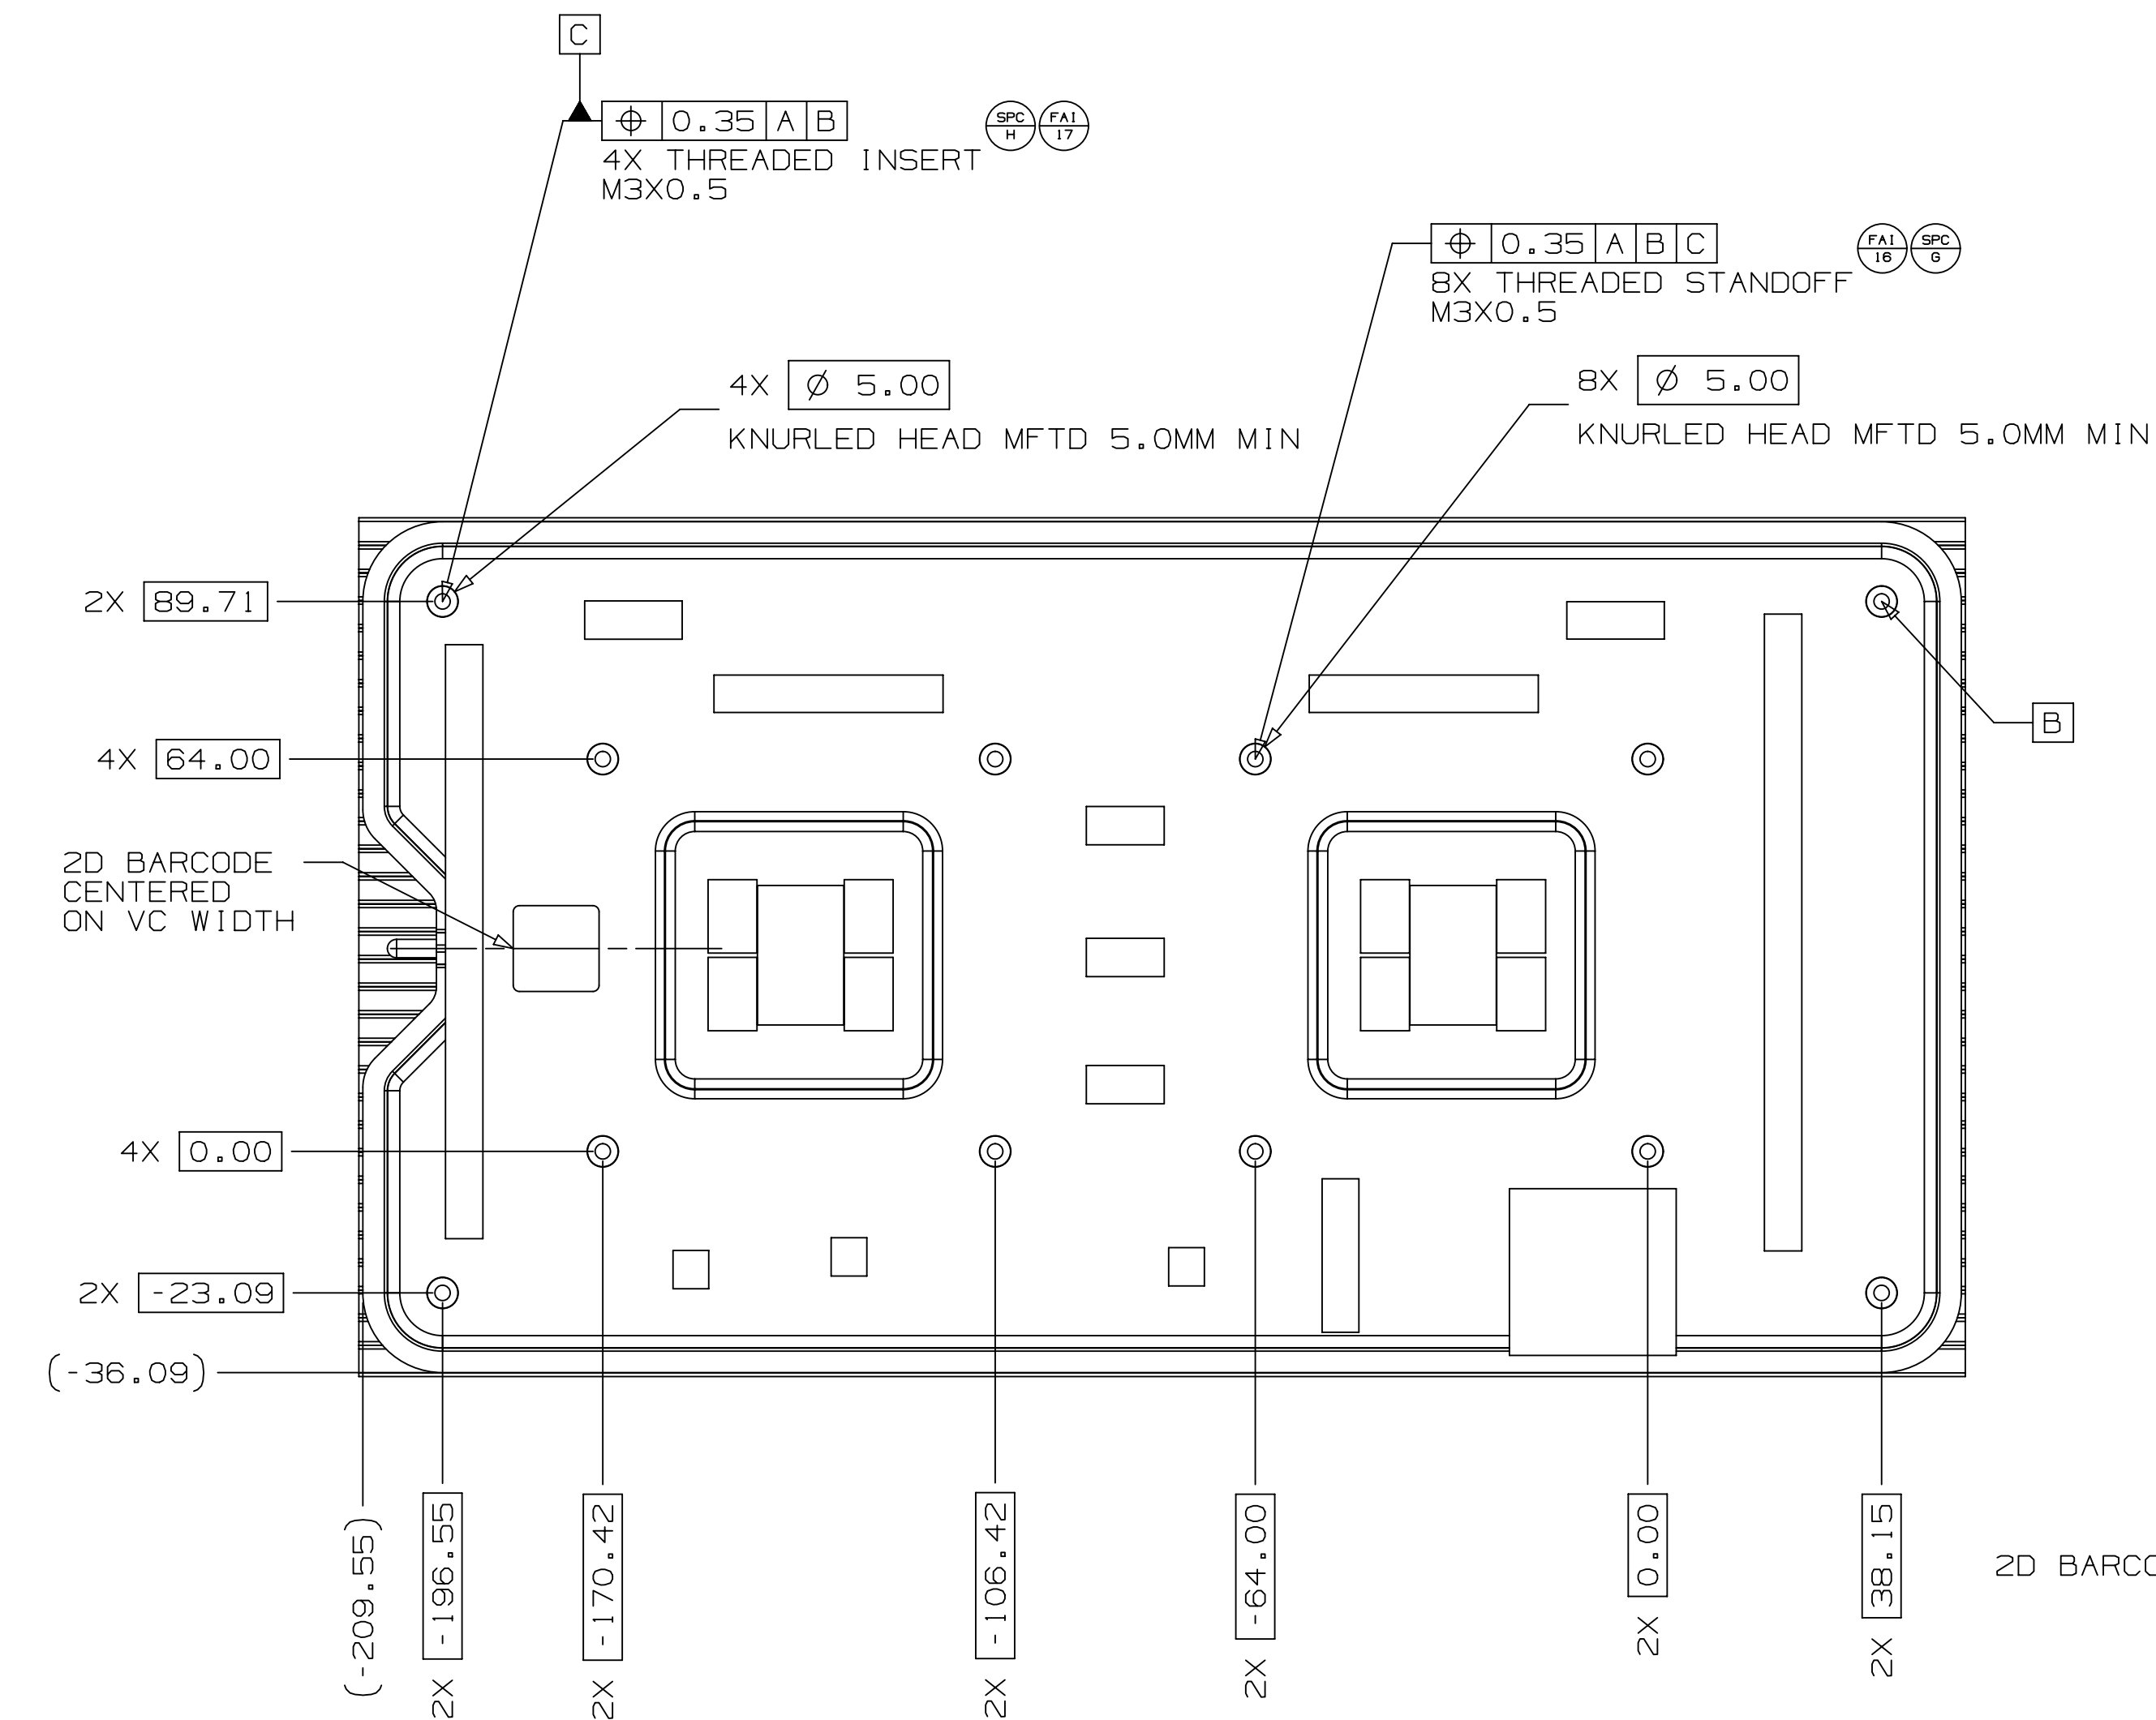 C
⌖ 0.35 A B
SPC H
FAI 17
4X THREADED INSERT
M3X0.5
⌖ 0.35 A B C
FAI 16
SPC G
8X THREADED STANDOFF
M3X0.5
4X ⌀ 5.00
KNURLED HEAD MFTD 5.0MM MIN
8X ⌀ 5.00
KNURLED HEAD MFTD 5.0MM MIN
2X 89.71
B
4X 64.00
2D BARCODE
CENTERED
ON VC WIDTH
4X 0.00
2X -23.09
(-36.09)
(-209.55)
2X -196.55
2X -170.42
2X -106.42
2X -64.00
2X 0.00
2X 38.15
2D BARCO